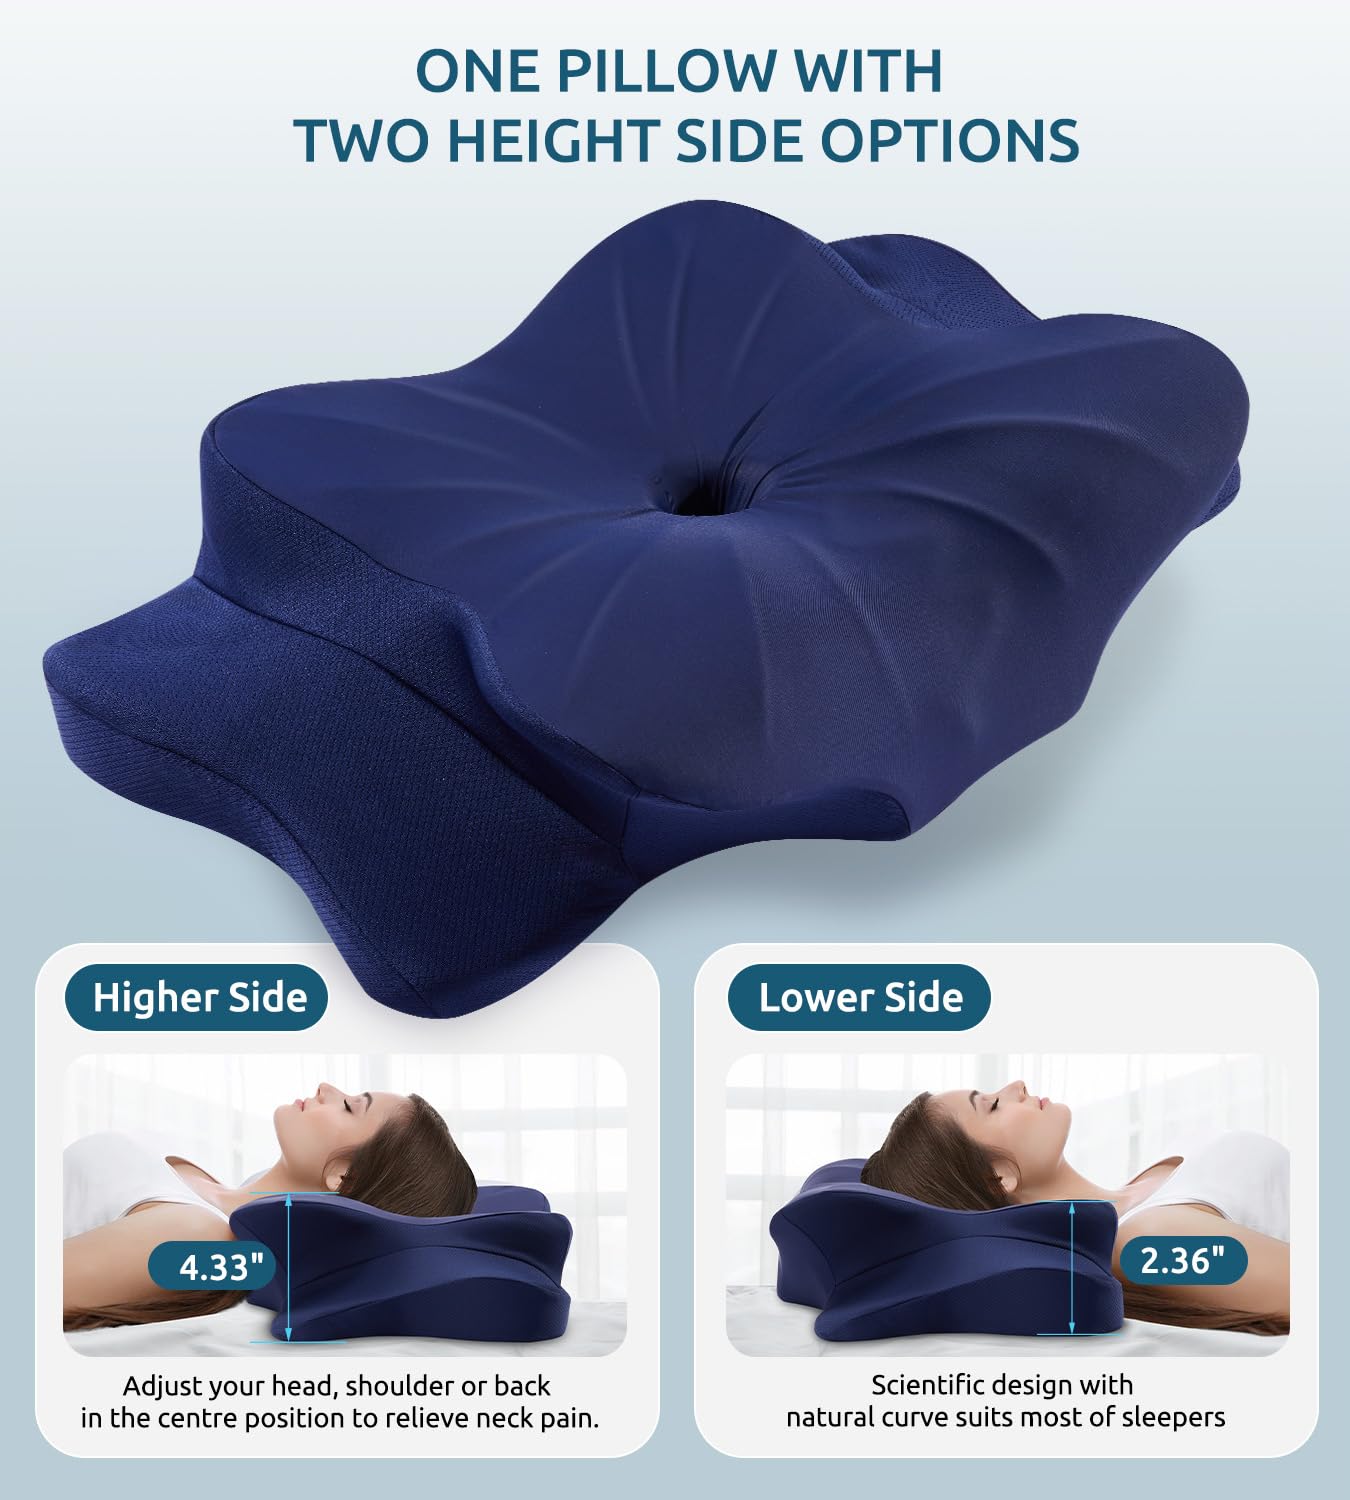 ONE PILLOW WITH
TWO HEIGHT SIDE OPTIONS
Higher Side
4.33"
Adjust your head, shoulder or back
in the centre position to relieve neck pain.
Lower Side
2.36"
Scientific design with
natural curve suits most of sleepers